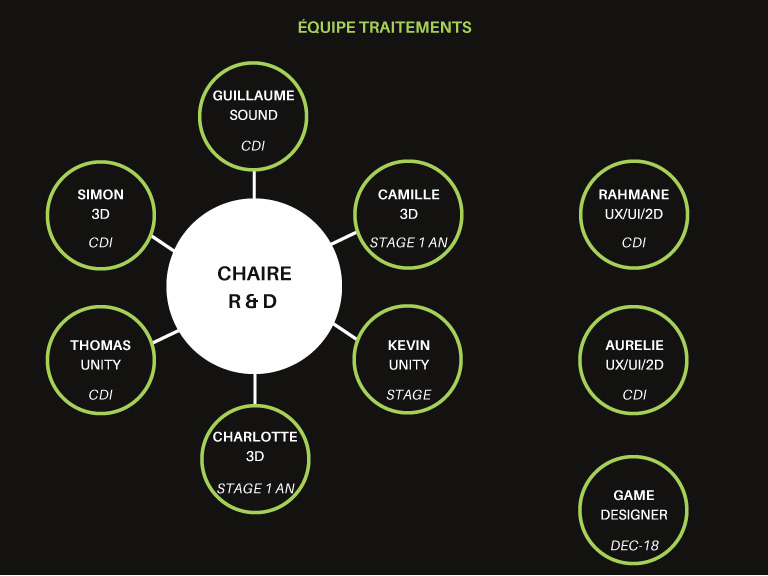 ÉQUIPE TRAITEMENTS
GUILLAUME
SOUND
CDI
SIMON
3D
CDI
CAMILLE
3D
STAGE 1 AN
RAHMANE
UX/UI/2D
CDI
CHAIRE
R & D
THOMAS
UNITY
CDI
KEVIN
UNITY
STAGE
AURELIE
UX/UI/2D
CDI
CHARLOTTE
3D
STAGE 1 AN
GAME
DESIGNER
DEC-18